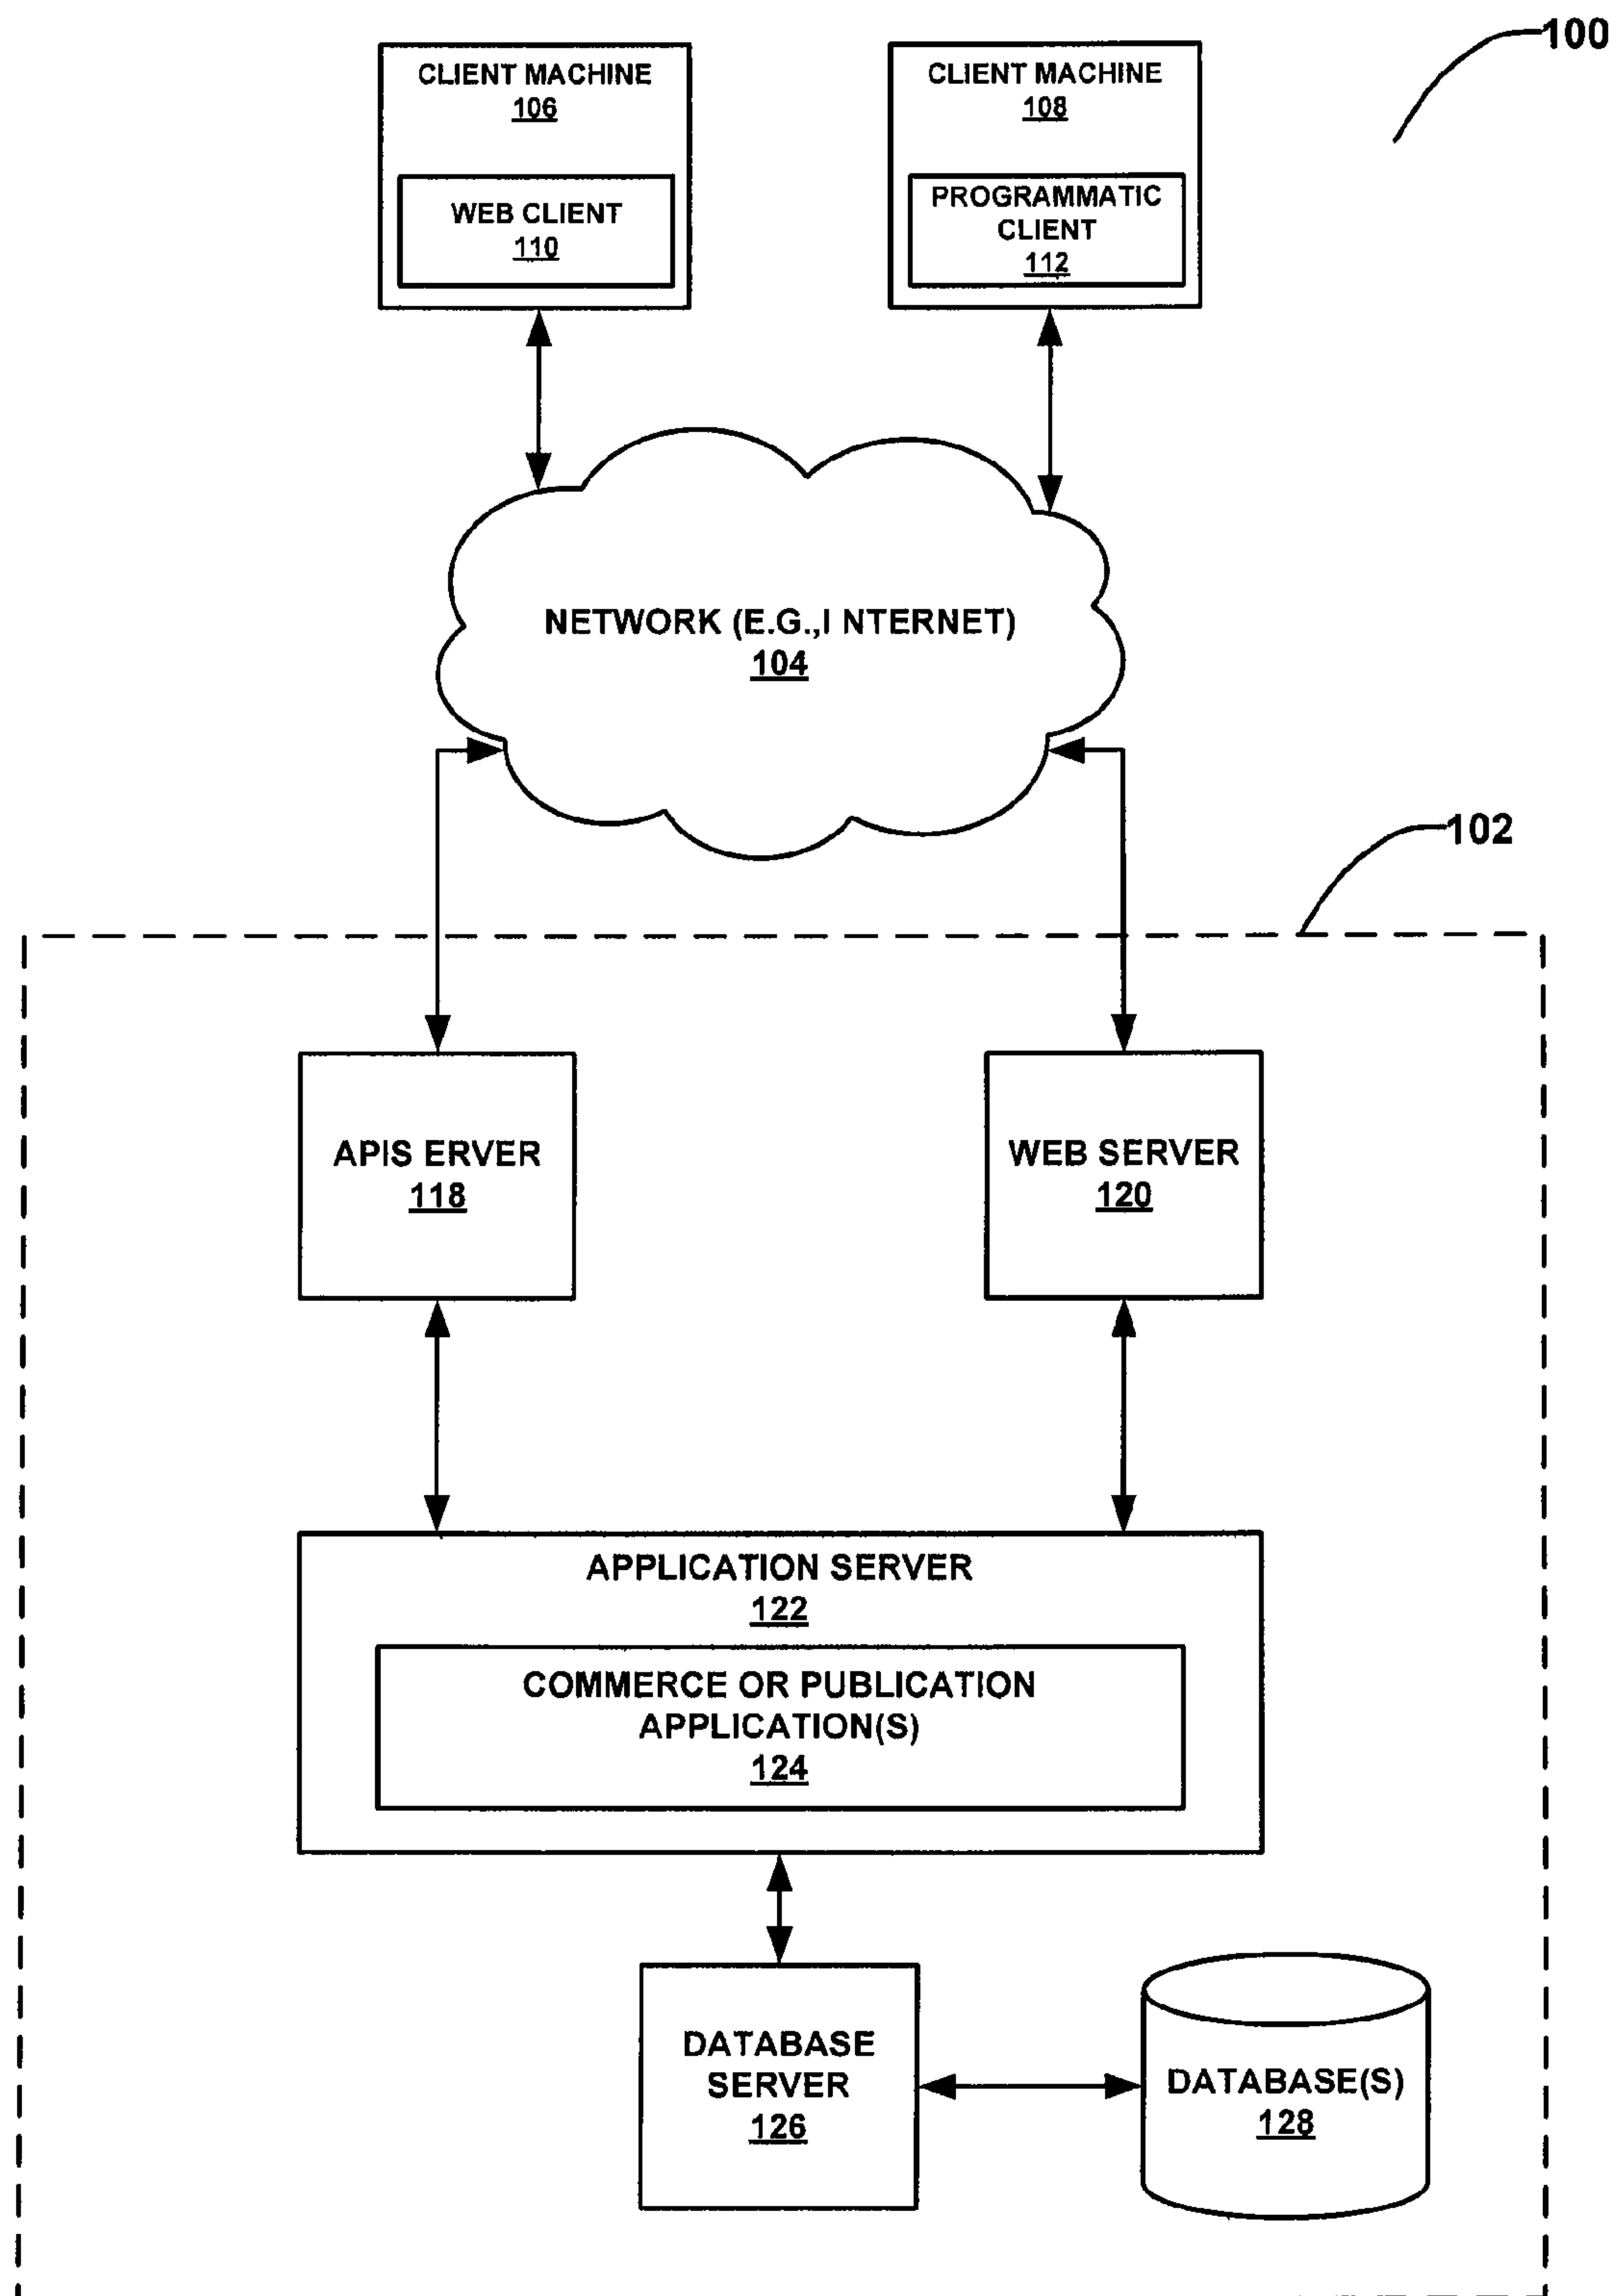 100
CLIENT MACHINE
106
WEB CLIENT
110
CLIENT MACHINE
108
PROGRAMMATIC
CLIENT
112
NETWORK (E.G.,I NTERNET)
104
102
APIS ERVER
118
WEB SERVER
120
APPLICATION SERVER
122
COMMERCE OR PUBLICATION
APPLICATION(S)
124
DATABASE
SERVER
126
DATABASE(S)
128